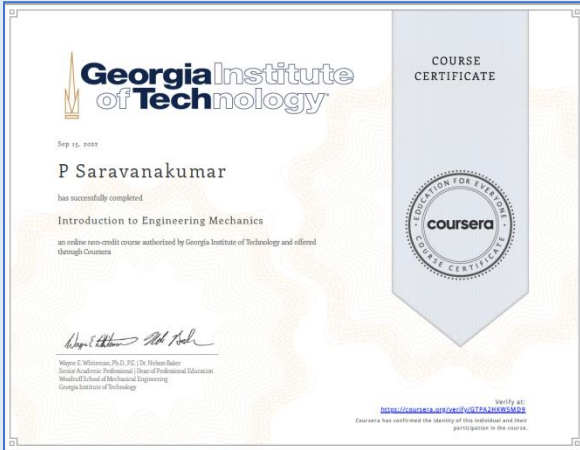 Georgia Institute
of Technology
COURSE
CERTIFICATE
Sep 15, 2022
P Saravanakumar
has successfully completed
Introduction to Engineering Mechanics
an online non-credit course authorized by Georgia Institute of Technology and offered
through Coursera
EDUCATION FOR EVERYONE
coursera
COURSE CERTIFICATE
Wayne E. Whiteman, Ph.D., P.E. | Dr. Nelson Baker
Senior Academic Professional | Dean of Professional Education
Woodruff School of Mechanical Engineering
Georgia Institute of Technology
Verify at:
https://coursera.org/verify/GTPA2HKWSMD9
Coursera has confirmed the identity of this individual and their
participation in the course.